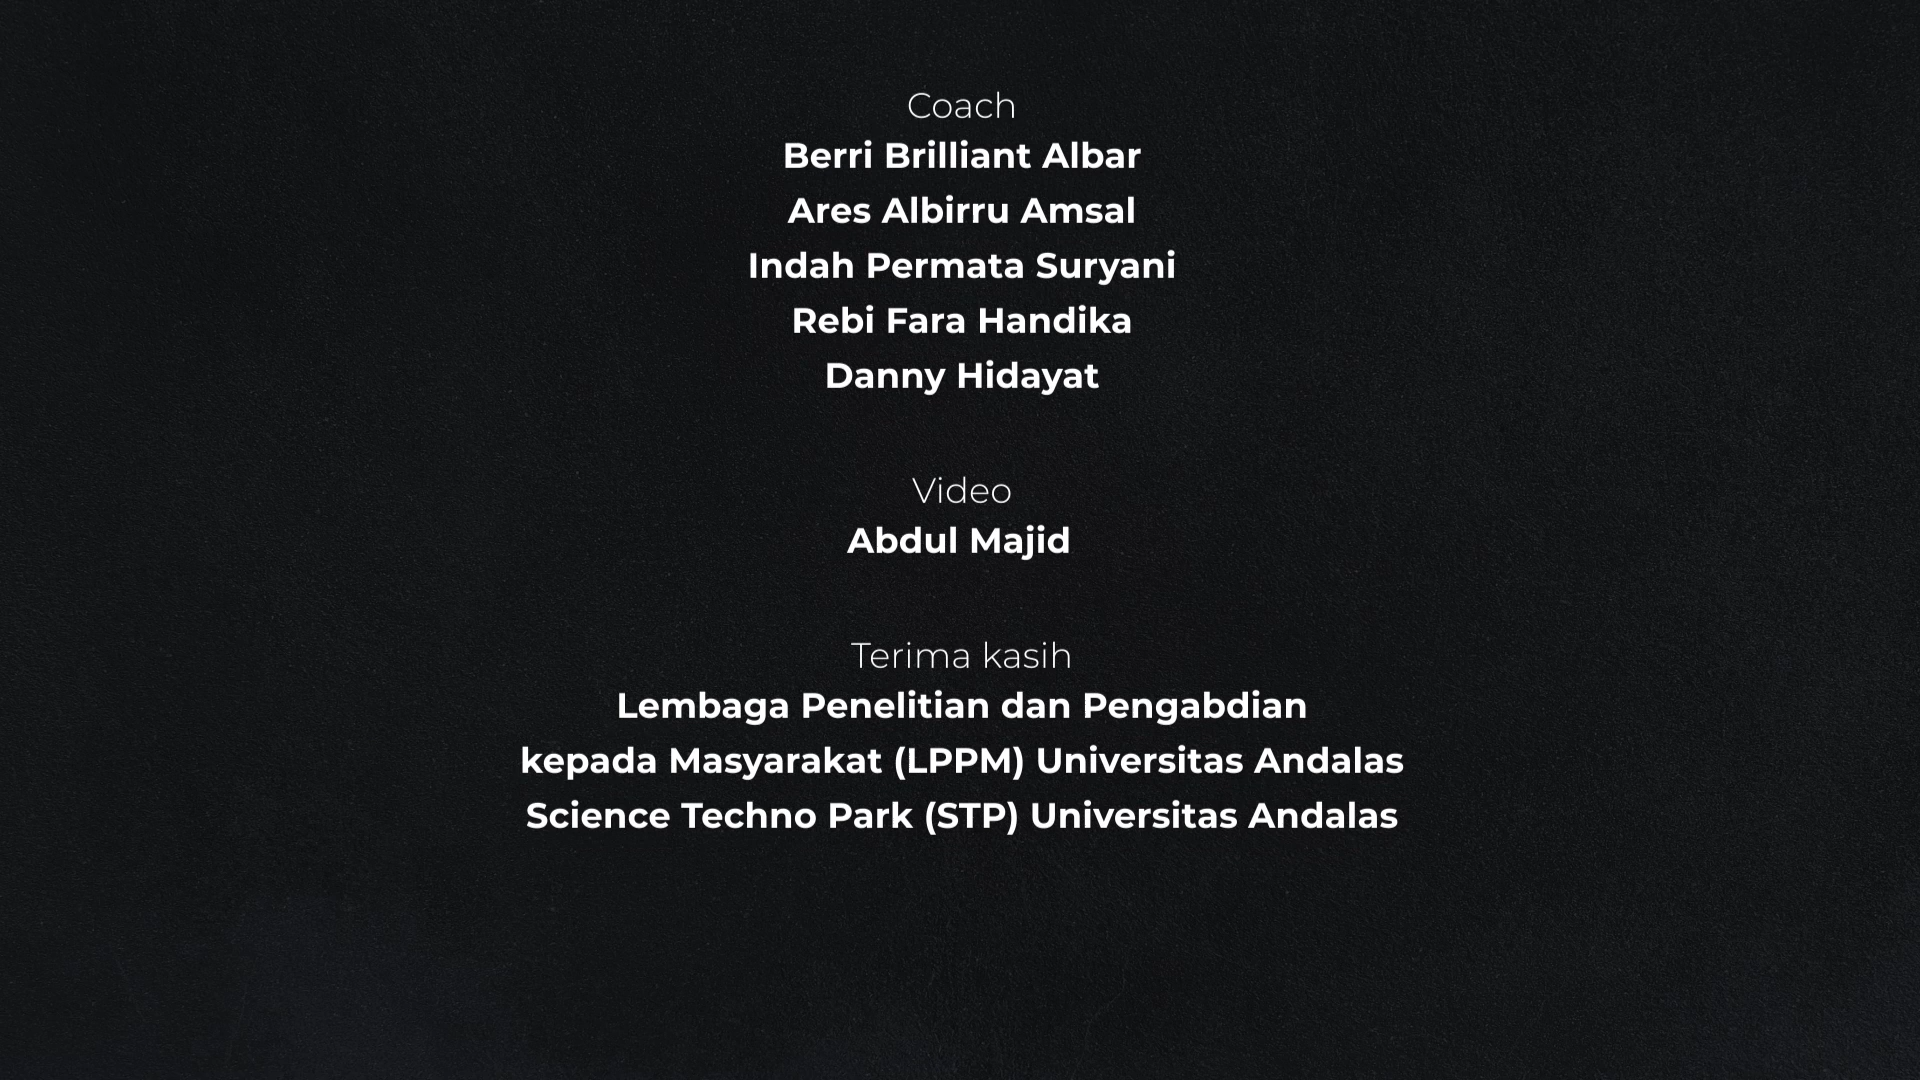 Coach
Berri Brilliant Albar
Ares Albirru Amsal
Indah Permata Suryani
Rebi Fara Handika
Danny Hidayat
Video
Abdul Majid
Terima kasih
Lembaga Penelitian dan Pengabdian
kepada Masyarakat (LPPM) Universitas Andalas
Science Techno Park (STP) Universitas Andalas